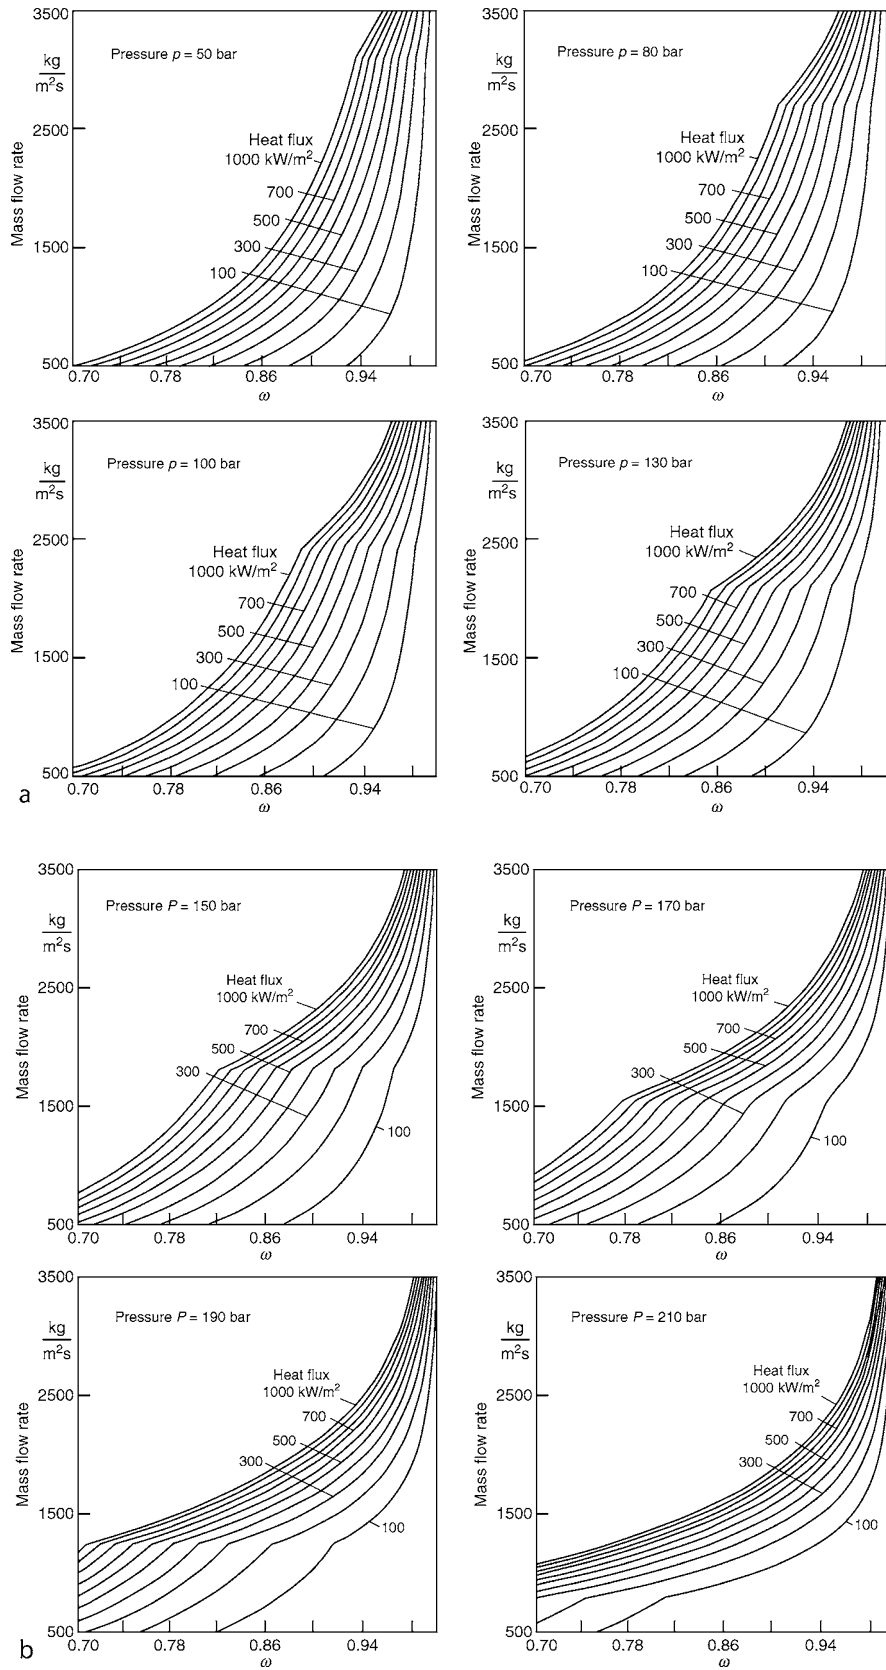 3500
Pressure p = 50 bar
kg
m²s
2500
Heat flux
1000 kW/m²
700
500
300
100
1500
500
Mass flow rate
0.70
0.78
0.86
0.94
ω
3500
Pressure p = 80 bar
kg
m²s
2500
Heat flux
1000 kW/m²
700
500
300
100
1500
500
Mass flow rate
0.70
0.78
0.86
0.94
ω
3500
Pressure p = 100 bar
kg
m²s
2500
Heat flux
1000 kW/m²
700
500
300
100
1500
500
Mass flow rate
0.70
0.78
0.86
0.94
ω
3500
Pressure p = 130 bar
kg
m²s
2500
Heat flux
1000 kW/m²
700
500
300
100
1500
500
Mass flow rate
0.70
0.78
0.86
0.94
ω
a
3500
Pressure P = 150 bar
kg
m²s
2500
Heat flux
1000 kW/m²
700
500
300
100
1500
500
Mass flow rate
0.70
0.78
0.86
0.94
ω
3500
Pressure P = 170 bar
kg
m²s
2500
Heat flux
1000 kW/m²
700
500
300
100
1500
500
Mass flow rate
0.70
0.78
0.86
0.94
ω
3500
Pressure P = 190 bar
kg
m²s
2500
Heat flux
1000 kW/m²
700
500
300
100
1500
500
Mass flow rate
0.70
0.78
0.86
0.94
ω
3500
Pressure P = 210 bar
kg
m²s
2500
Heat flux
1000 kW/m²
700
500
300
100
1500
500
Mass flow rate
0.70
0.78
0.86
0.94
ω
b